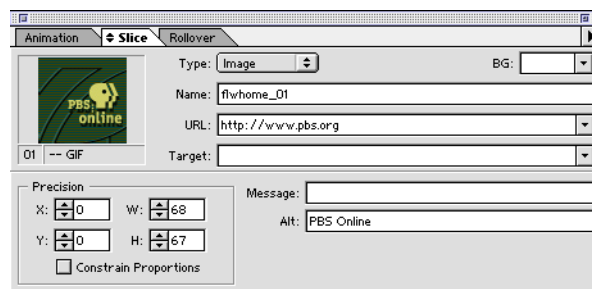 Animation Slice Rollover
Type: Image BG:
PBS
online
Name: flwhome_01
URL: http://www.pbs.org
01 -- GIF Target:
Precision
X: 0 W: 68
Y: 0 H: 67
Constrain Proportions
Message:
Alt: PBS Online